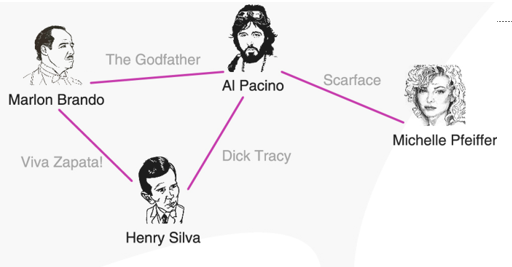 The Godfather
Scarface
Al Pacino
Marlon Brando
Michelle Pfeiffer
Viva Zapata!
Dick Tracy
Henry Silva